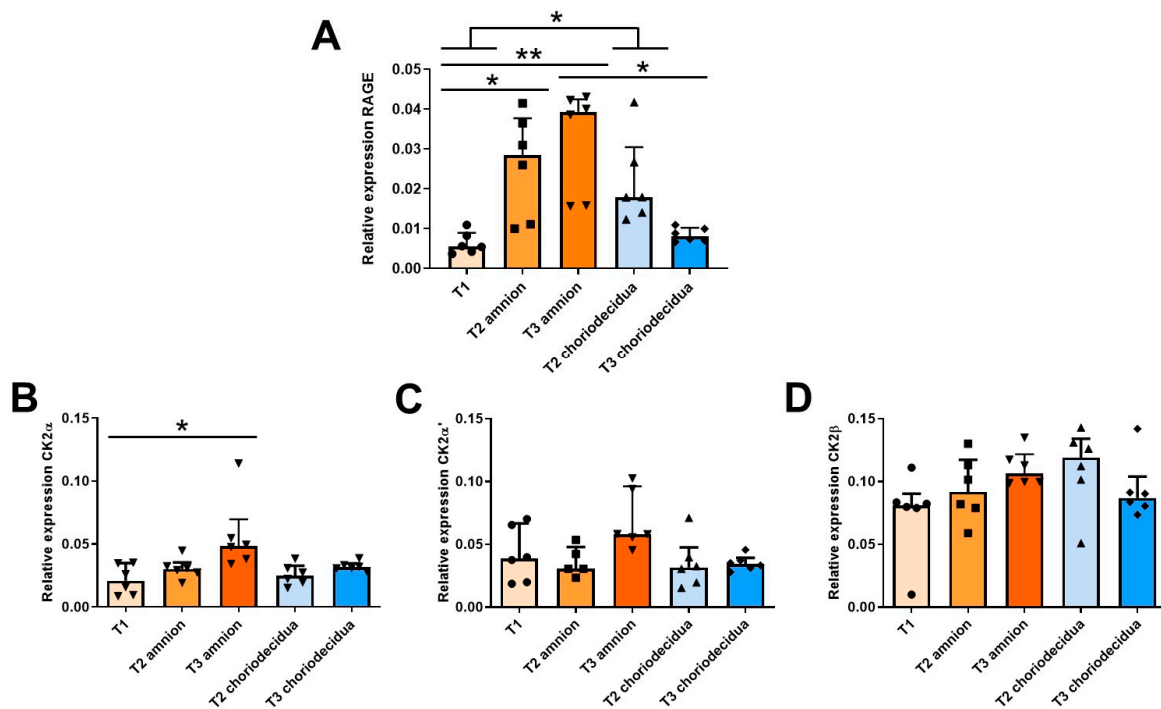 A
*
**
*
*
Relative expression RAGE
0.05
0.04
0.03
0.02
0.01
0.00
T1
T2 amnion
T3 amnion
T2 choriodecidua
T3 choriodecidua
B
*
Relative expression CK2α
0.15
0.10
0.05
0.00
T1
T2 amnion
T3 amnion
T2 choriodecidua
T3 choriodecidua
C
Relative expression CK2α'
0.15
0.10
0.05
0.00
T1
T2 amnion
T3 amnion
T2 choriodecidua
T3 choriodecidua
D
Relative expression CK2β
0.15
0.10
0.05
0.00
T1
T2 amnion
T3 amnion
T2 choriodecidua
T3 choriodecidua